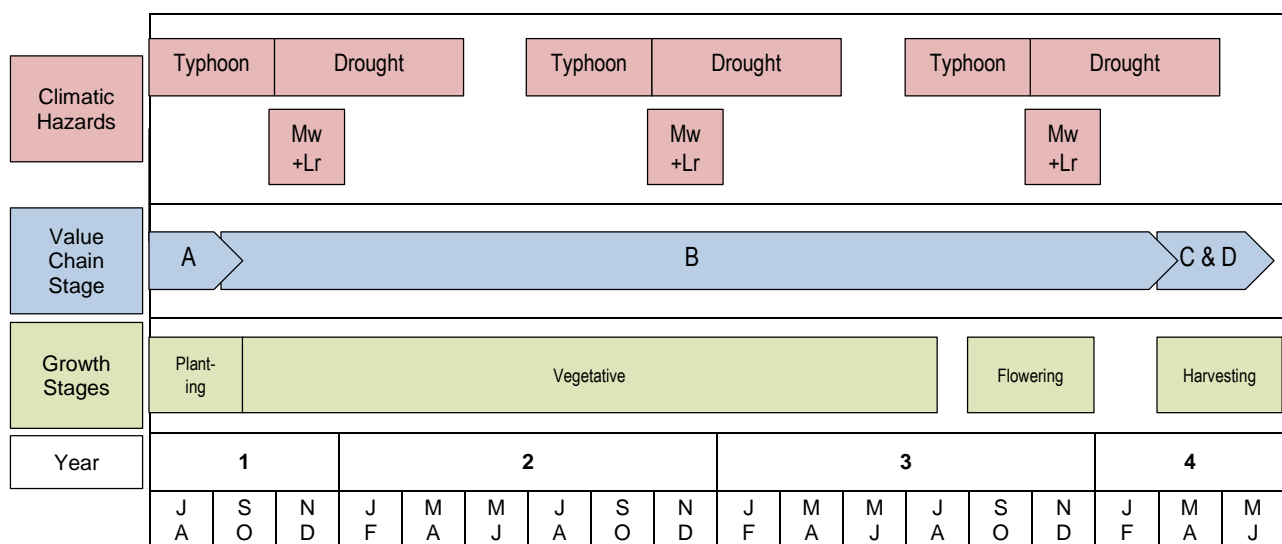 Climatic
Hazards
Typhoon Drought Typhoon Drought Typhoon Drought
Mw
+Lr
Mw
+Lr
Mw
+Lr
Value
Chain
Stage
A B C & D
Growth
Stages
Plant-
ing
Vegetative Flowering Harvesting
Year 1 2 3 4
J S N J M M J S N J M M J S N J M M
A O D F A J A O D F A J A O D F A J